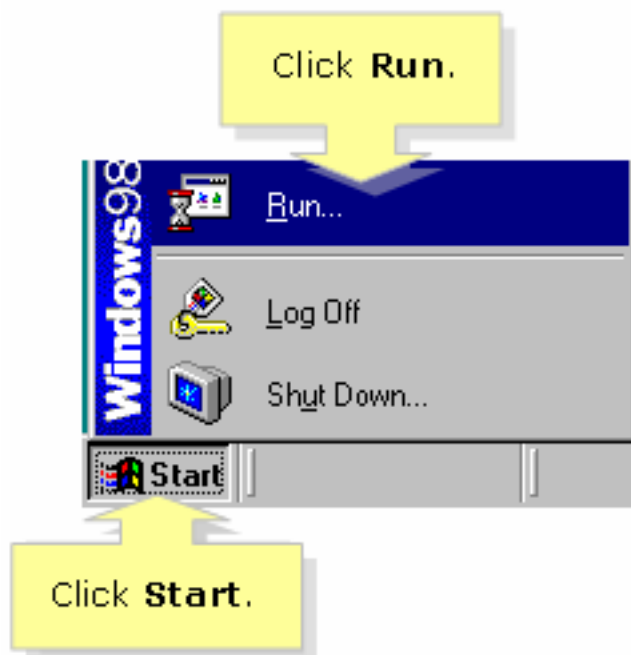 Click Run.
Windows98
Run...
Log Off
Shut Down...
Start
Click Start.